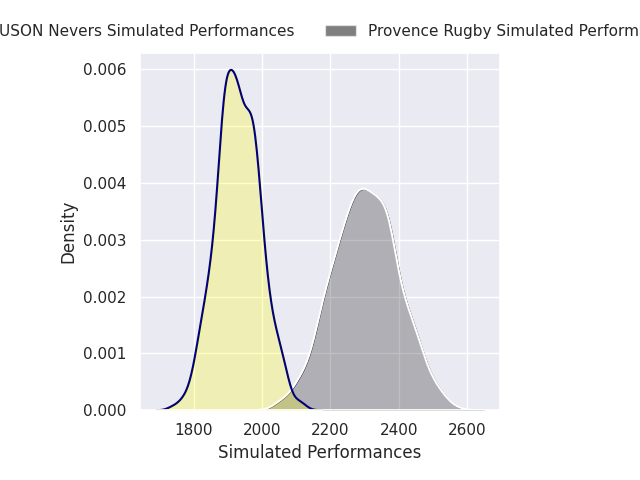 USON Nevers Simulated Performances
Provence Rugby Simulated Perform
0.006
0.005
0.004
0.003
0.002
0.001
0.000
Density
1800 2000 2200 2400 2600
Simulated Performances